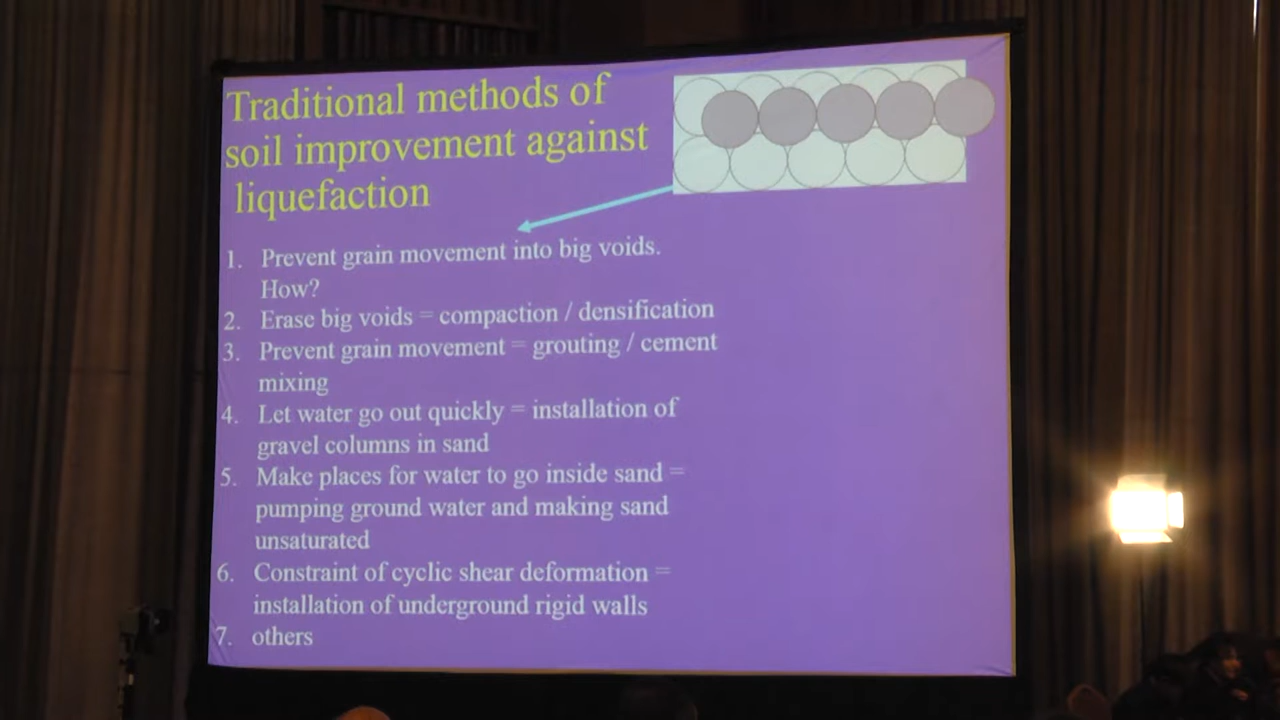 Traditional methods of
soil improvement against
liquefaction
1. Prevent grain movement into big voids.
How?
2. Erase big voids = compaction / densification
3. Prevent grain movement = grouting / cement
mixing
4. Let water go out quickly = installation of
gravel columns in sand
5. Make places for water to go inside sand =
pumping ground water and making sand
unsaturated
6. Constraint of cyclic shear deformation =
installation of underground rigid walls
7. others